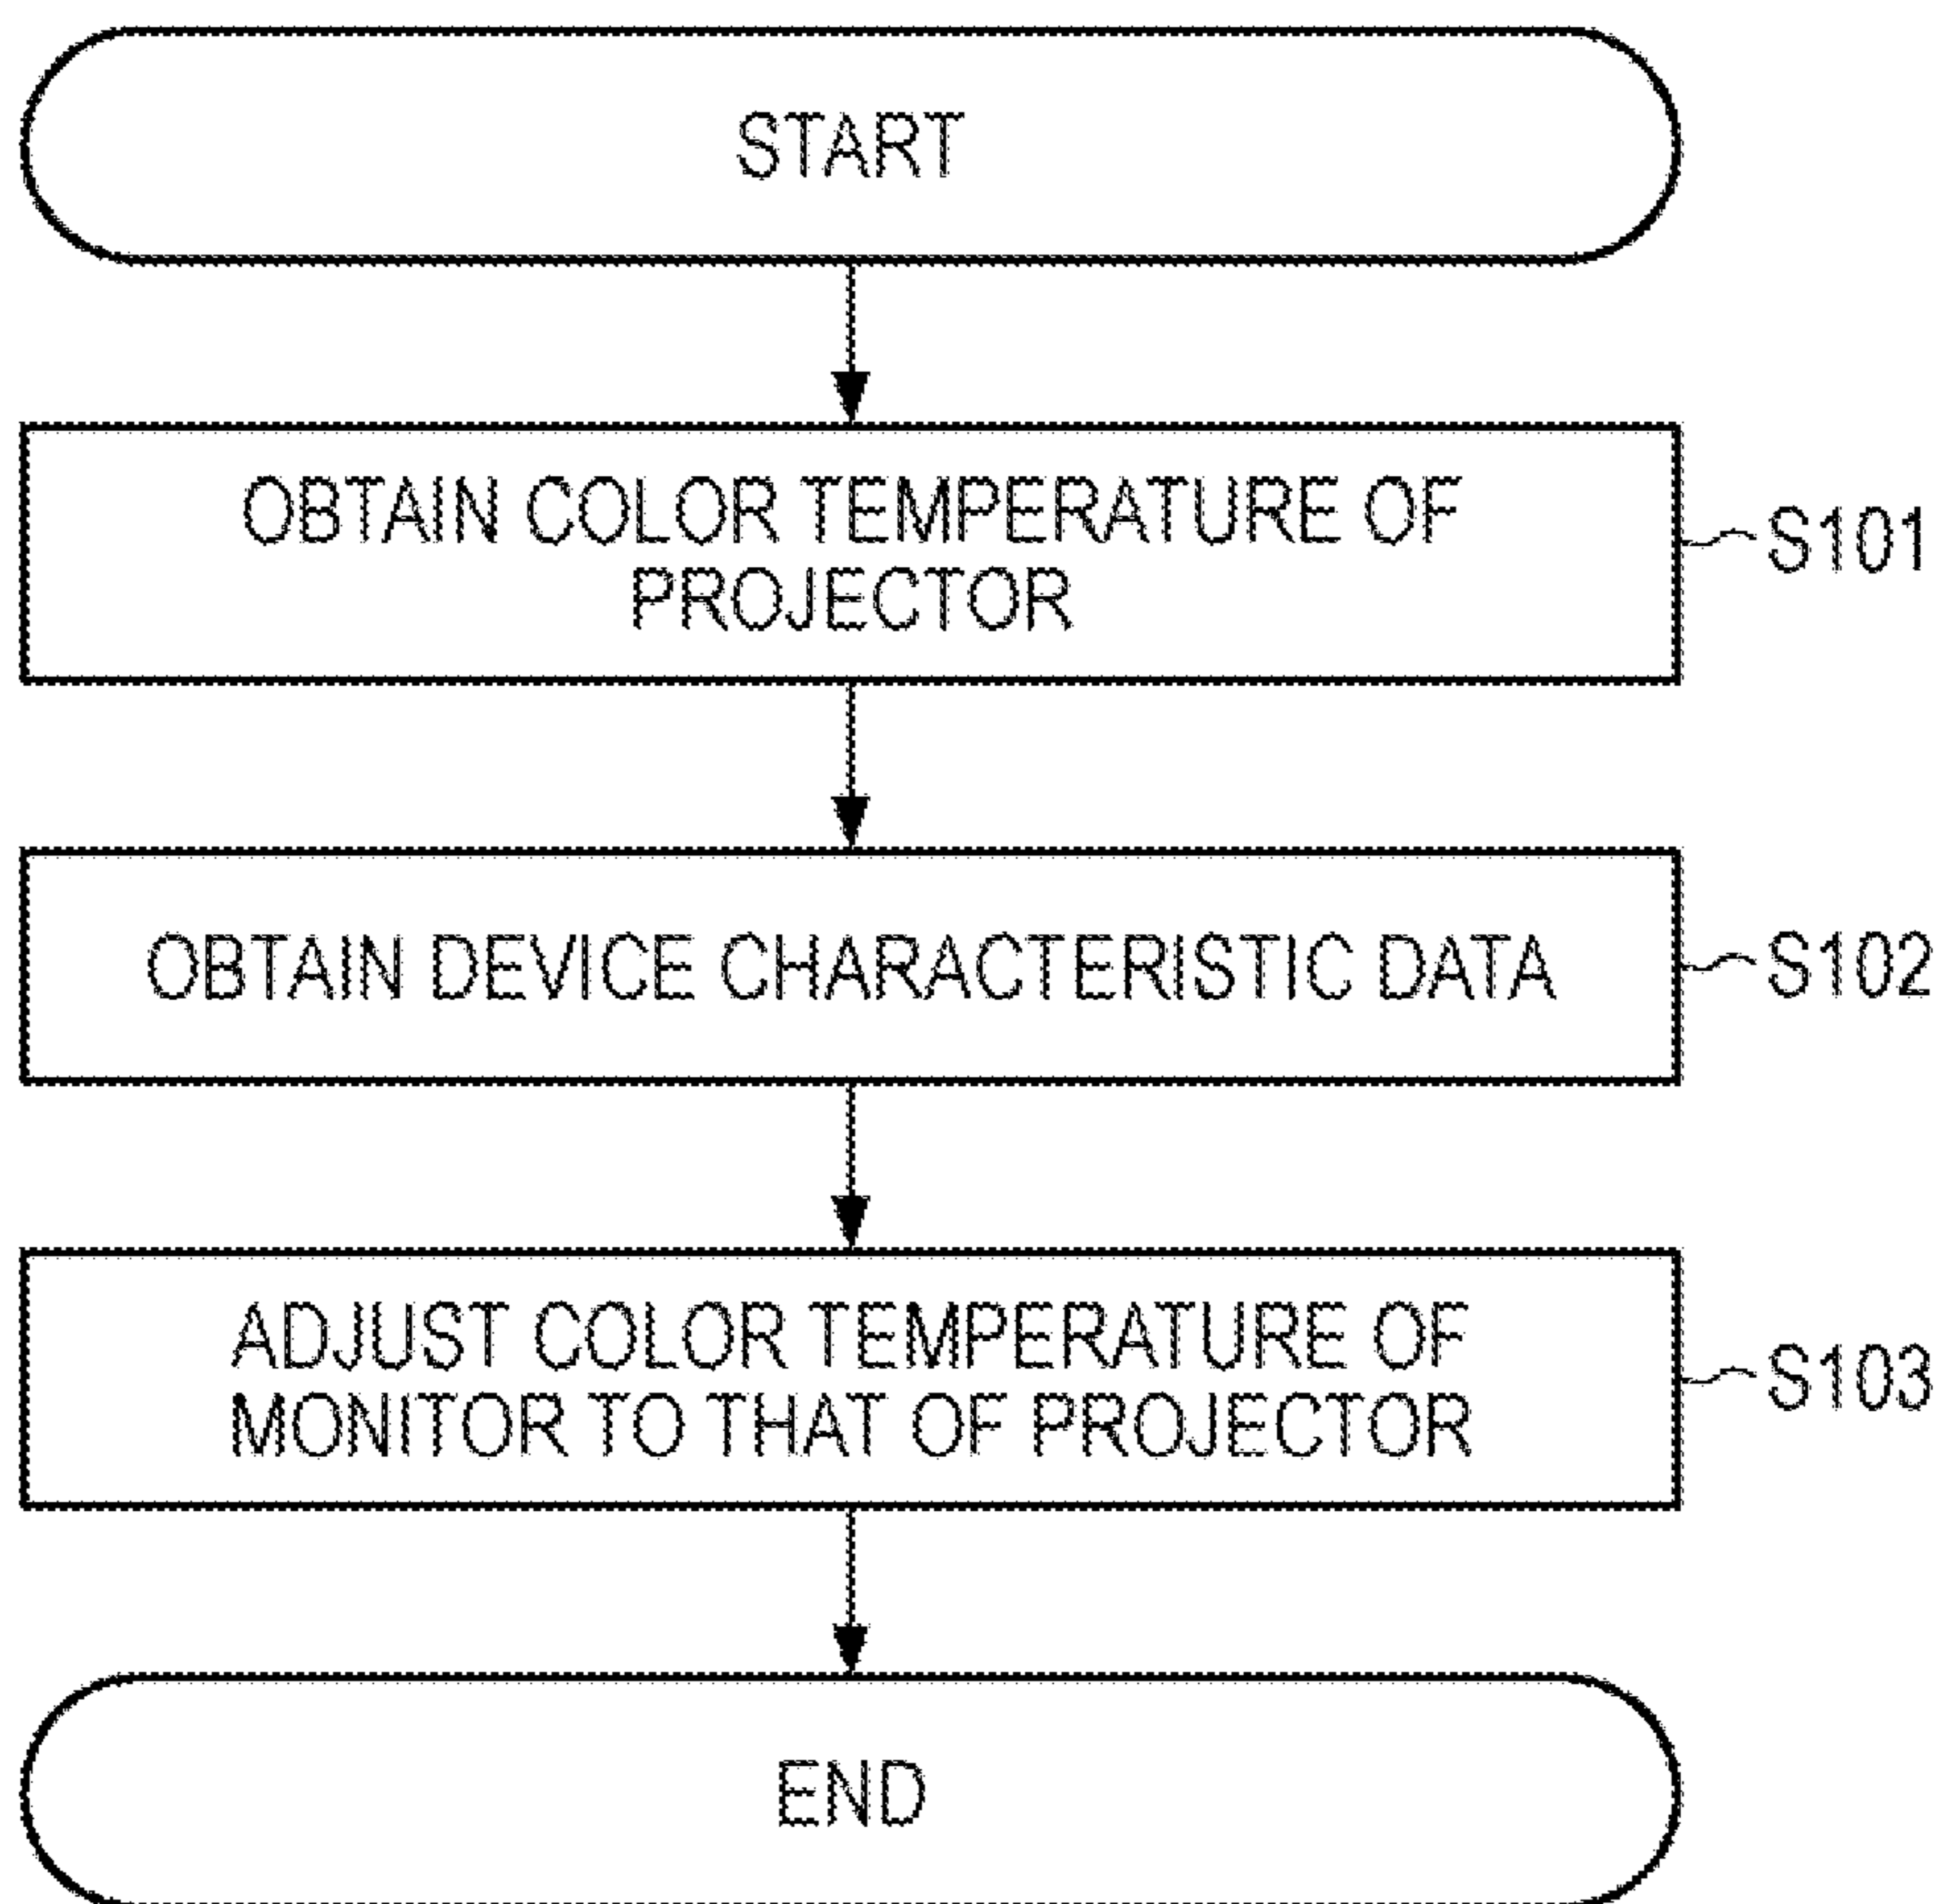 START
OBTAIN COLOR TEMPERATURE OF
PROJECTOR
S101
OBTAIN DEVICE CHARACTERISTIC DATA
S102
ADJUST COLOR TEMPERATURE OF
MONITOR TO THAT OF PROJECTOR
S103
END